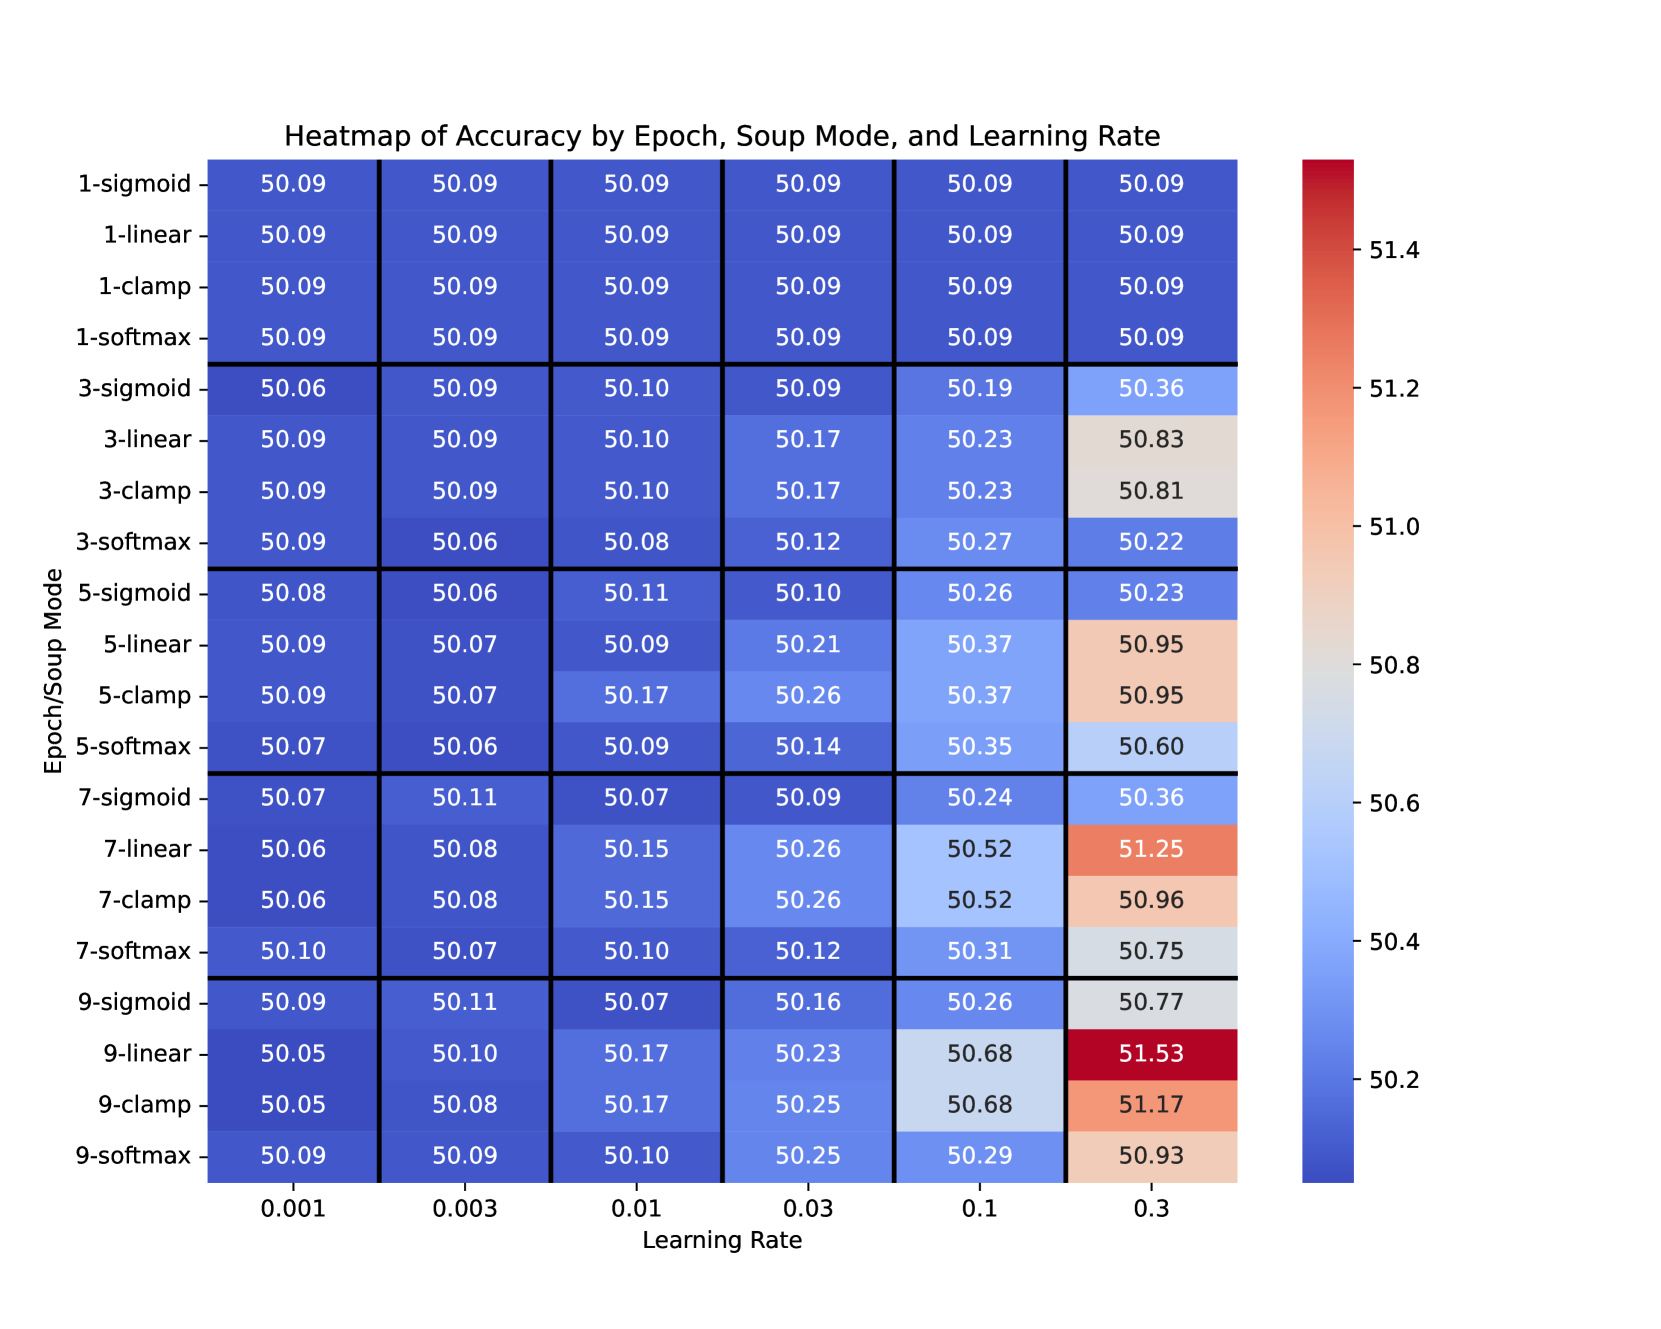 Heatmap of Accuracy by Epoch, Soup Mode, and Learning Rate
1-sigmoid 50.09 50.09 50.09 50.09 50.09 50.09
1-linear 50.09 50.09 50.09 50.09 50.09 50.09
1-clamp 50.09 50.09 50.09 50.09 50.09 50.09
1-softmax 50.09 50.09 50.09 50.09 50.09 50.09
3-sigmoid 50.06 50.09 50.10 50.09 50.19 50.36
3-linear 50.09 50.09 50.10 50.17 50.23 50.83
3-clamp 50.09 50.09 50.10 50.17 50.23 50.81
3-softmax 50.09 50.06 50.08 50.12 50.27 50.22
5-sigmoid 50.08 50.06 50.11 50.10 50.26 50.23
5-linear 50.09 50.07 50.09 50.21 50.37 50.95
5-clamp 50.09 50.07 50.17 50.26 50.37 50.95
5-softmax 50.07 50.06 50.09 50.14 50.35 50.60
7-sigmoid 50.07 50.11 50.07 50.09 50.24 50.36
7-linear 50.06 50.08 50.15 50.26 50.52 51.25
7-clamp 50.06 50.08 50.15 50.26 50.52 50.96
7-softmax 50.10 50.07 50.10 50.12 50.31 50.75
9-sigmoid 50.09 50.11 50.07 50.16 50.26 50.77
9-linear 50.05 50.10 50.17 50.23 50.68 51.53
9-clamp 50.05 50.08 50.17 50.25 50.68 51.17
9-softmax 50.09 50.09 50.10 50.25 50.29 50.93
0.001 0.003 0.01 0.03 0.1 0.3
Learning Rate
Epoch/Soup Mode
51.4
51.2
51.0
50.8
50.6
50.4
50.2